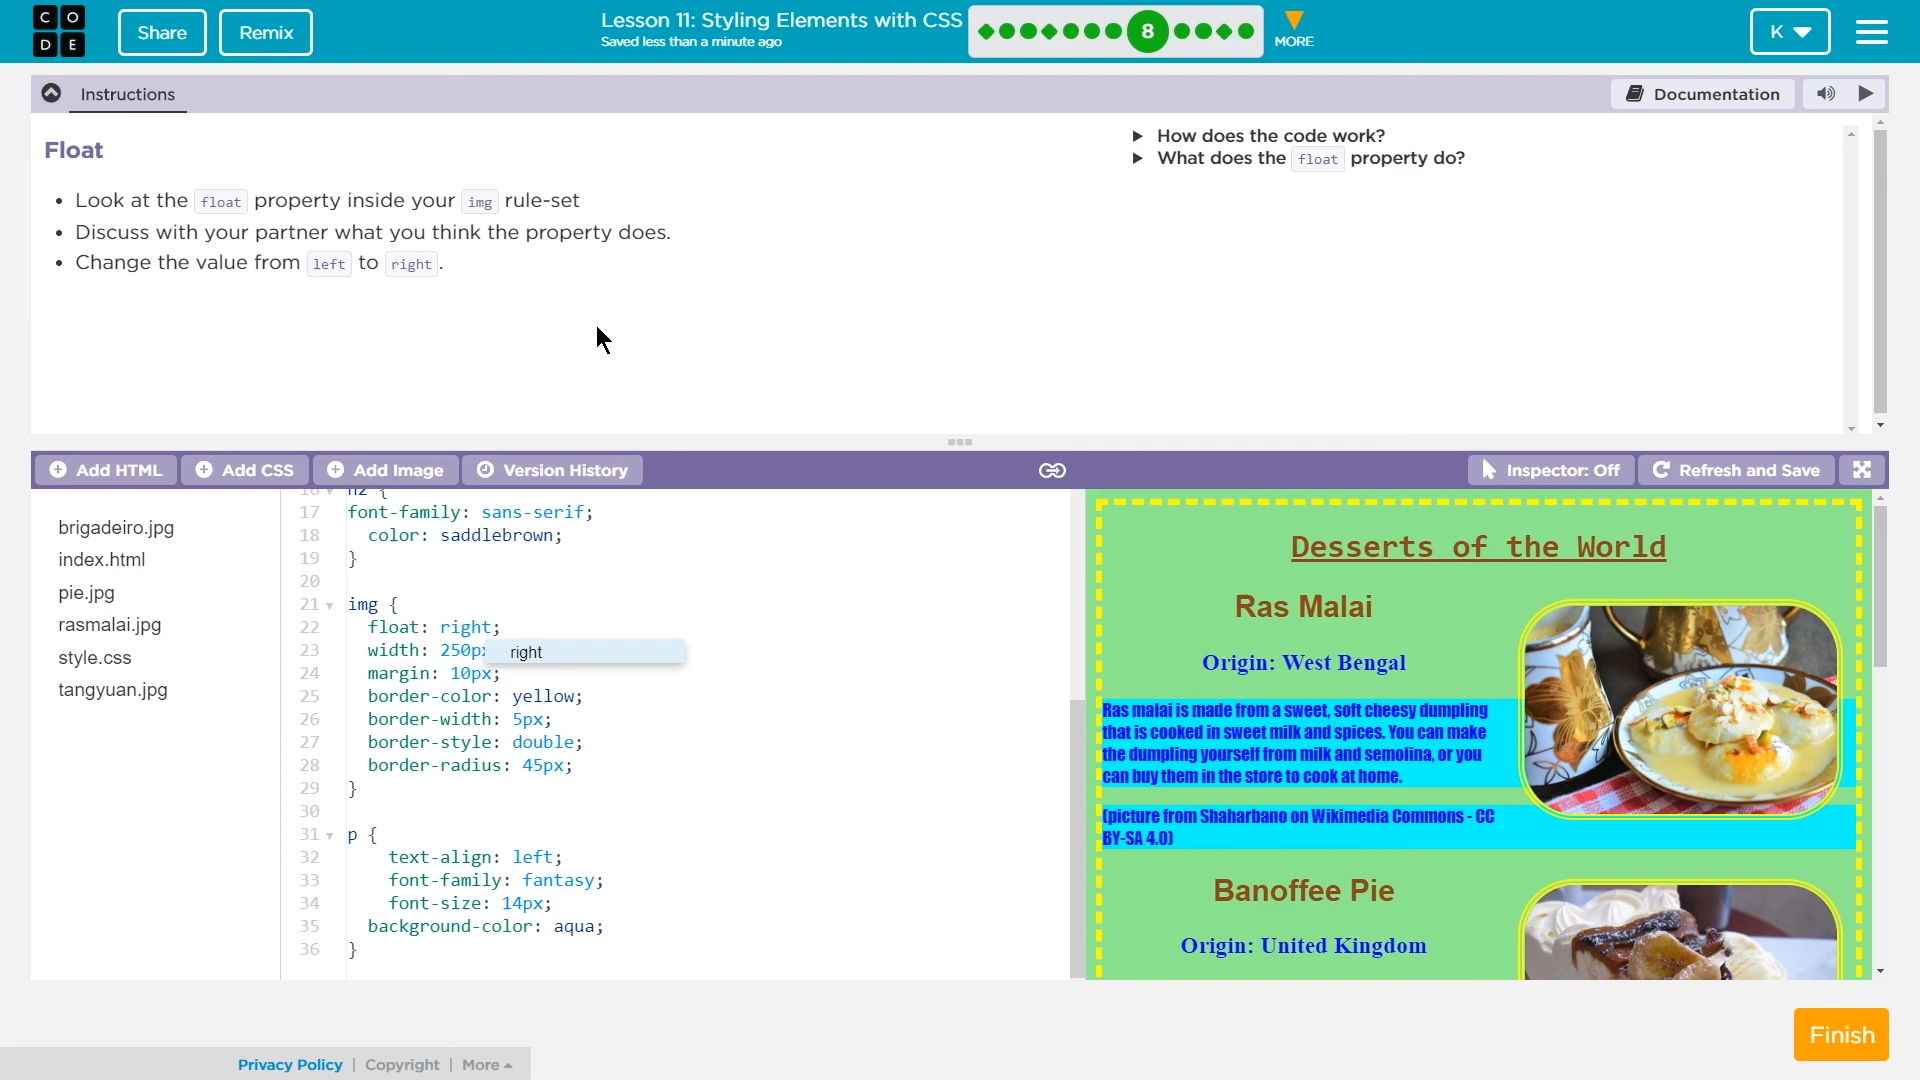 CODE
Share
Remix
Lesson 11: Styling Elements with CSS
Saved less than a minute ago
8
MORE
K
Instructions
Documentation
Float
Look at the float property inside your img rule-set
Discuss with your partner what you think the property does.
Change the value from left to right.
How does the code work?
What does the float property do?
Add HTML
Add CSS
Add Image
Version History
Inspector: Off
Refresh and Save
brigadeiro.jpg
index.html
pie.jpg
rasmalai.jpg
style.css
tangyuan.jpg
16 h2 {
17 font-family: sans-serif;
18 color: saddlebrown;
19 }
20
21 img {
22 float: right;
23 width: 250px
right
24 margin: 10px;
25 border-color: yellow;
26 border-width: 5px;
27 border-style: double;
28 border-radius: 45px;
29 }
30
31 p {
32 text-align: left;
33 font-family: fantasy;
34 font-size: 14px;
35 background-color: aqua;
36 }
Desserts of the World
Ras Malai
Origin: West Bengal
Ras malai is made from a sweet, soft cheesy dumpling
that is cooked in sweet milk and spices. You can make
the dumpling yourself from milk and semolina, or you
can buy them in the store to cook at home.
(picture from Shaharbano on Wikimedia Commons - CC
BY-SA 4.0)
Banoffee Pie
Origin: United Kingdom
Finish
Privacy Policy | Copyright | More